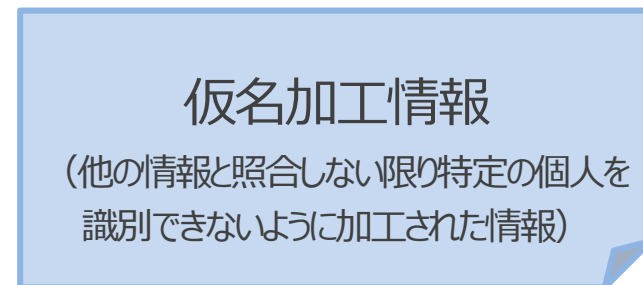 仮名加工情報
（他の情報と照合しない限り特定の個人を
識別できないように加工された情報）